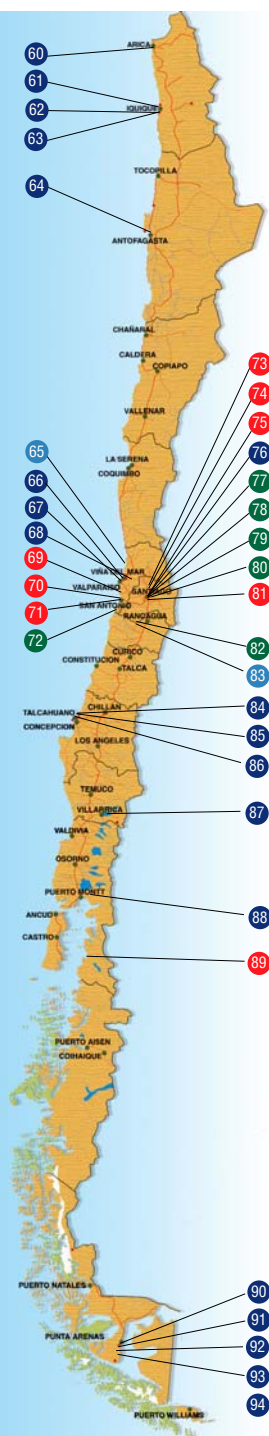 60
ARICA
61
62
IQUIQUE
63
TOCOPILLA
64
ANTOFAGASTA
CHAÑARAL
CALDERA
COPIAPO
73
74
VALLENAR
75
65
76
LA SERENA
COQUIMBO
66
77
67
78
68
79
69
VIÑA DEL MAR
80
70
VALPARAISO
SANTIAGO
81
71
SAN ANTONIO
RANCAGUA
72
82
CURICO
CONSTITUCION
TALCA
83
CHILLAN
84
TALCAHUANO
CONCEPCION
85
LOS ANGELES
86
TEMUCO
VILLARRICA
87
VALDIVIA
OSORNO
PUERTO MONTT
88
ANCUD
CASTRO
89
PUERTO AISEN
COIHAIQUE
PUERTO NATALES
90
91
PUNTA ARENAS
92
93
94
PUERTO WILLIAMS